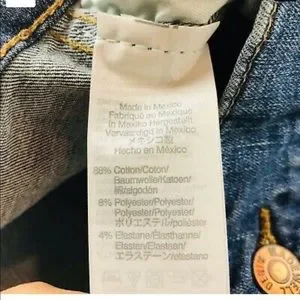 Made in Mexico
Fabriqué au Mexique
In Mexiko Hergestellt
Vervaardigd in Mexico
メキシコ製
Hecho en México
88% Cotton/Coton/
Baumwolle/Katoen/
綿/algodón
8% Polyester/Polyester/
Polyester/Polyester/
ポリエステル/poliéster
4% Elastane/Élasthanne/
Elastan/Elastaan/
エラステーン/elastano